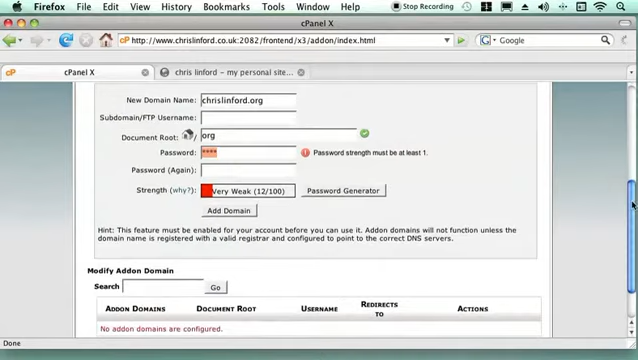 Firefox File Edit View History Bookmarks Tools Window Help Stop Recording
cPanel X
cP http://www.chrislinford.co.uk:2082/frontend/x3/addon/index.html Google
cP cPanel X chris linford – my personal site...
New Domain Name: chrislinford.org
Subdomain/FTP Username:
Document Root: / org
Password: **** Password strength must be at least 1.
Password (Again):
Strength (why?): Very Weak (12/100) Password Generator
Add Domain
Hint: This feature must be enabled for your account before you can use it. Addon domains will not function unless the
domain name is registered with a valid registrar and configured to point to the correct DNS servers.
Modify Addon Domain
Search Go
ADDON DOMAINS DOCUMENT ROOT USERNAME REDIRECTS TO ACTIONS
No addon domains are configured.
Done